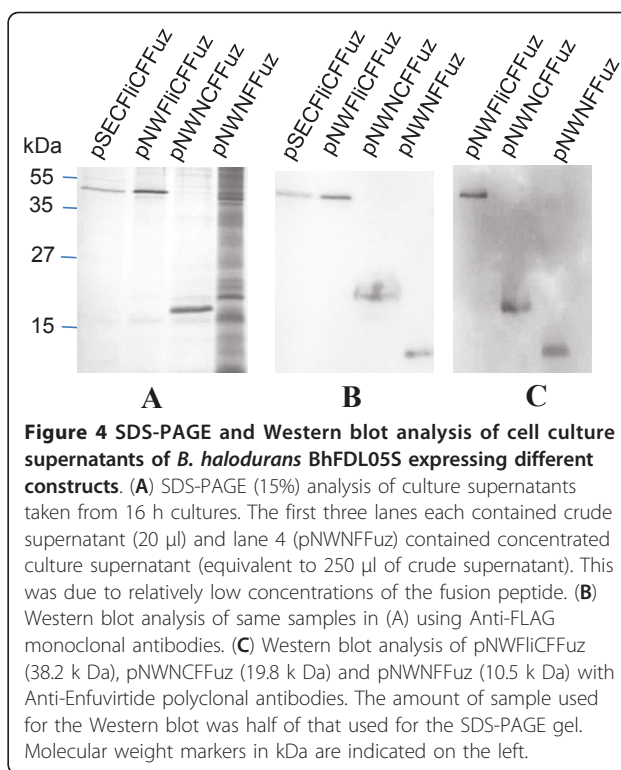 pSECFliCFFuz
pNWFliCFFuz
pNWNCFFuz
pNWNFFuz
pSECFliCFFuz
pNWFliCFFuz
pNWNCFFuz
pNWNFFuz
pNWFliCFFuz
pNWNCFFuz
pNWNFFuz
kDa
55
35
27
15
A
B
C
Figure 4 SDS-PAGE and Western blot analysis of cell culture
supernatants of B. halodurans BhFDL05S expressing different
constructs. (A) SDS-PAGE (15%) analysis of culture supernatants
taken from 16 h cultures. The first three lanes each contained crude
supernatant (20 μl) and lane 4 (pNWNFFuz) contained concentrated
culture supernatant (equivalent to 250 μl of crude supernatant). This
was due to relatively low concentrations of the fusion peptide. (B)
Western blot analysis of same samples in (A) using Anti-FLAG
monoclonal antibodies. (C) Western blot analysis of pNWFliCFFuz
(38.2 k Da), pNWNCFFuz (19.8 k Da) and pNWNFFuz (10.5 k Da) with
Anti-Enfuvirtide polyclonal antibodies. The amount of sample used
for the Western blot was half of that used for the SDS-PAGE gel.
Molecular weight markers in kDa are indicated on the left.